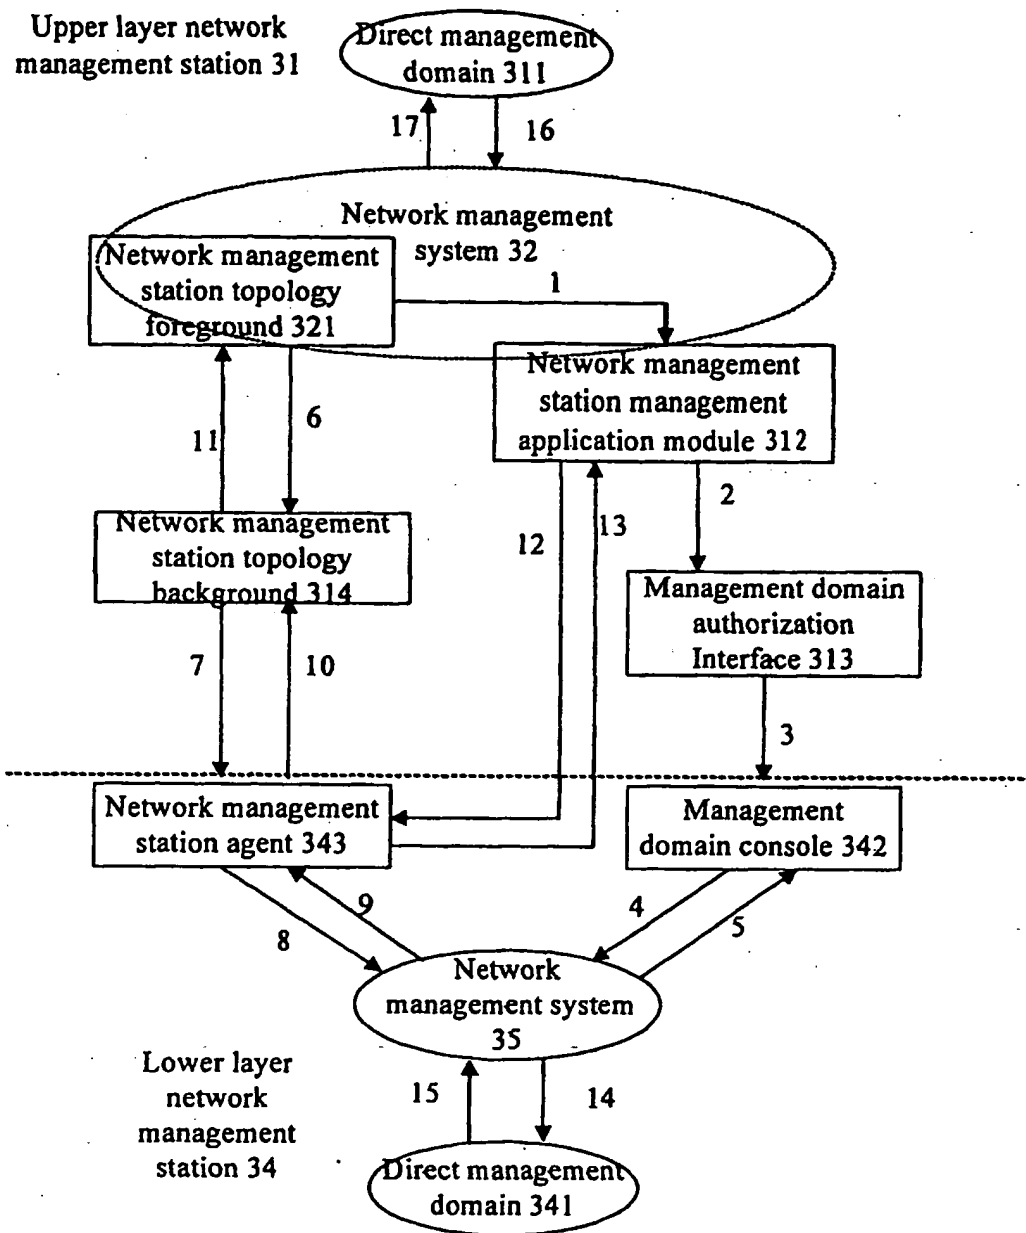 Upper layer network
management station 31
Direct management
domain 311
17
16
Network management
system 32
Network management
station topology
foreground 321
1
Network management
station management
application module 312
11
6
2
12
13
Network management
station topology
background 314
Management domain
authorization
Interface 313
7
10
3
Network management
station agent 343
Management
domain console 342
9
8
4
5
Network
management system
35
Lower layer
network
management
station 34
15
14
Direct management
domain 341